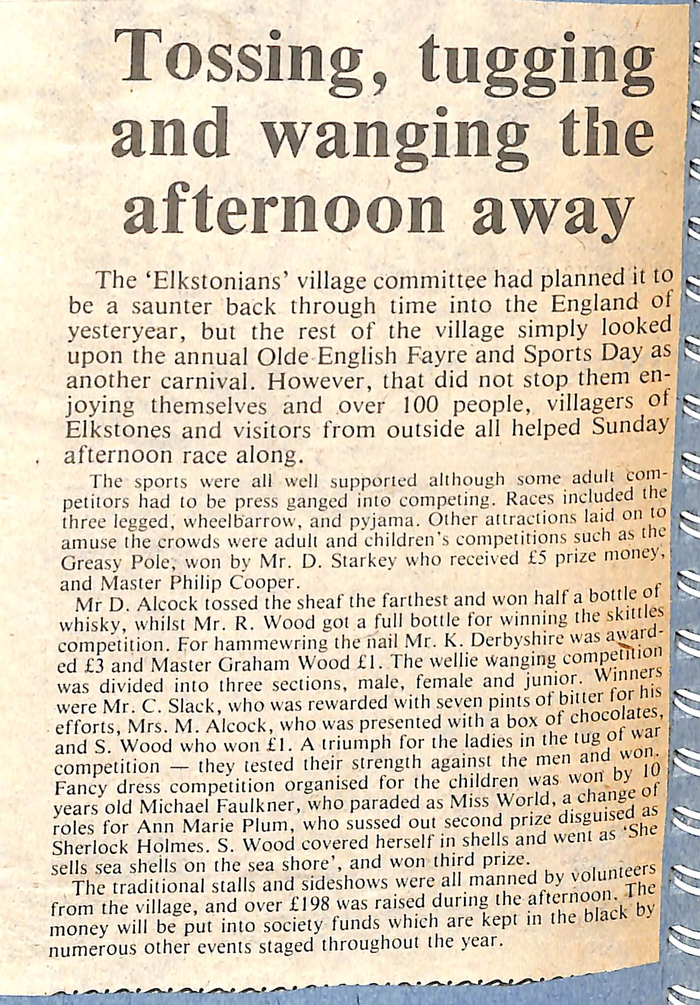 Tossing, tugging
and wanging the
afternoon away
The ‘Elkstonians’ village committee had planned it to
be a saunter back through time into the England of
yesteryear, but the rest of the village simply looked
upon the annual Olde English Fayre and Sports Day as
another carnival. However, that did not stop them en-
joying themselves and over 100 people, villagers of
Elkstones and visitors from outside all helped Sunday
afternoon race along.
The sports were all well supported although some adult com-
petitors had to be press ganged into competing. Races included the
three legged, wheelbarrow, and pyjama. Other attractions laid on to
amuse the crowds were adult and children's competitions such as the
Greasy Pole, won by Mr. D. Starkey who received £5 prize money,
and Master Philip Cooper.
Mr D. Alcock tossed the sheaf the farthest and won half a bottle of
whisky, whilst Mr. R. Wood got a full bottle for winning the skittles
competition. For hammewring the nail Mr. K. Derbyshire was award-
ed £3 and Master Graham Wood £1. The wellie wanging competition
was divided into three sections, male, female and junior. Winners
were Mr. C. Slack, who was rewarded with seven pints of bitter for his
efforts, Mrs. M. Alcock, who was presented with a box of chocolates,
and S. Wood who won £1. A triumph for the ladies in the tug of war
competition — they tested their strength against the men and won.
Fancy dress competition organised for the children was won by 10
years old Michael Faulkner, who paraded as Miss World, a change of
roles for Ann Marie Plum, who sussed out second prize disguised as
Sherlock Holmes. S. Wood covered herself in shells and went as ‘She
sells sea shells on the sea shore’, and won third prize.
The traditional stalls and sideshows were all manned by volunteers
from the village, and over £198 was raised during the afternoon. The
money will be put into society funds which are kept in the black by
numerous other events staged throughout the year.